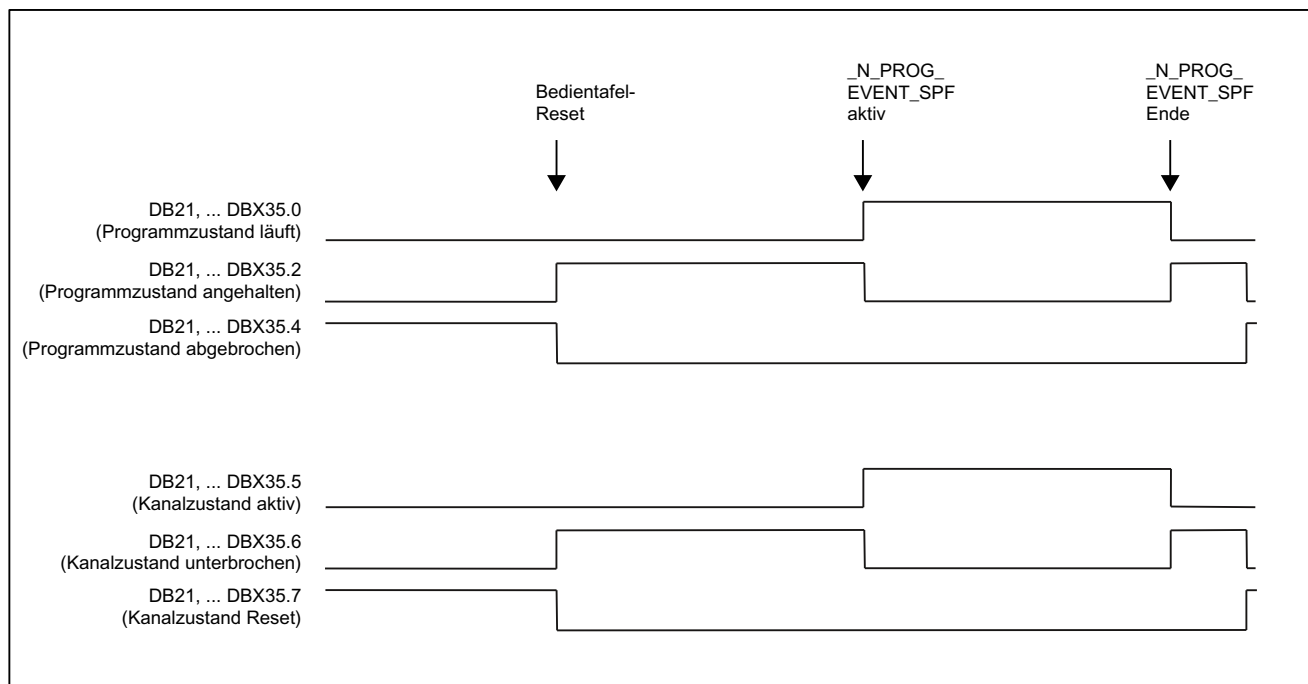 Bedientafel-
Reset
_N_PROG_
EVENT_SPF
aktiv
_N_PROG_
EVENT_SPF
Ende
DB21, ... DBX35.0
(Programmzustand läuft)
DB21, ... DBX35.2
(Programmzustand angehalten)
DB21, ... DBX35.4
(Programmzustand abgebrochen)
DB21, ... DBX35.5
(Kanalzustand aktiv)
DB21, ... DBX35.6
(Kanalzustand unterbrochen)
DB21, ... DBX35.7
(Kanalzustand Reset)